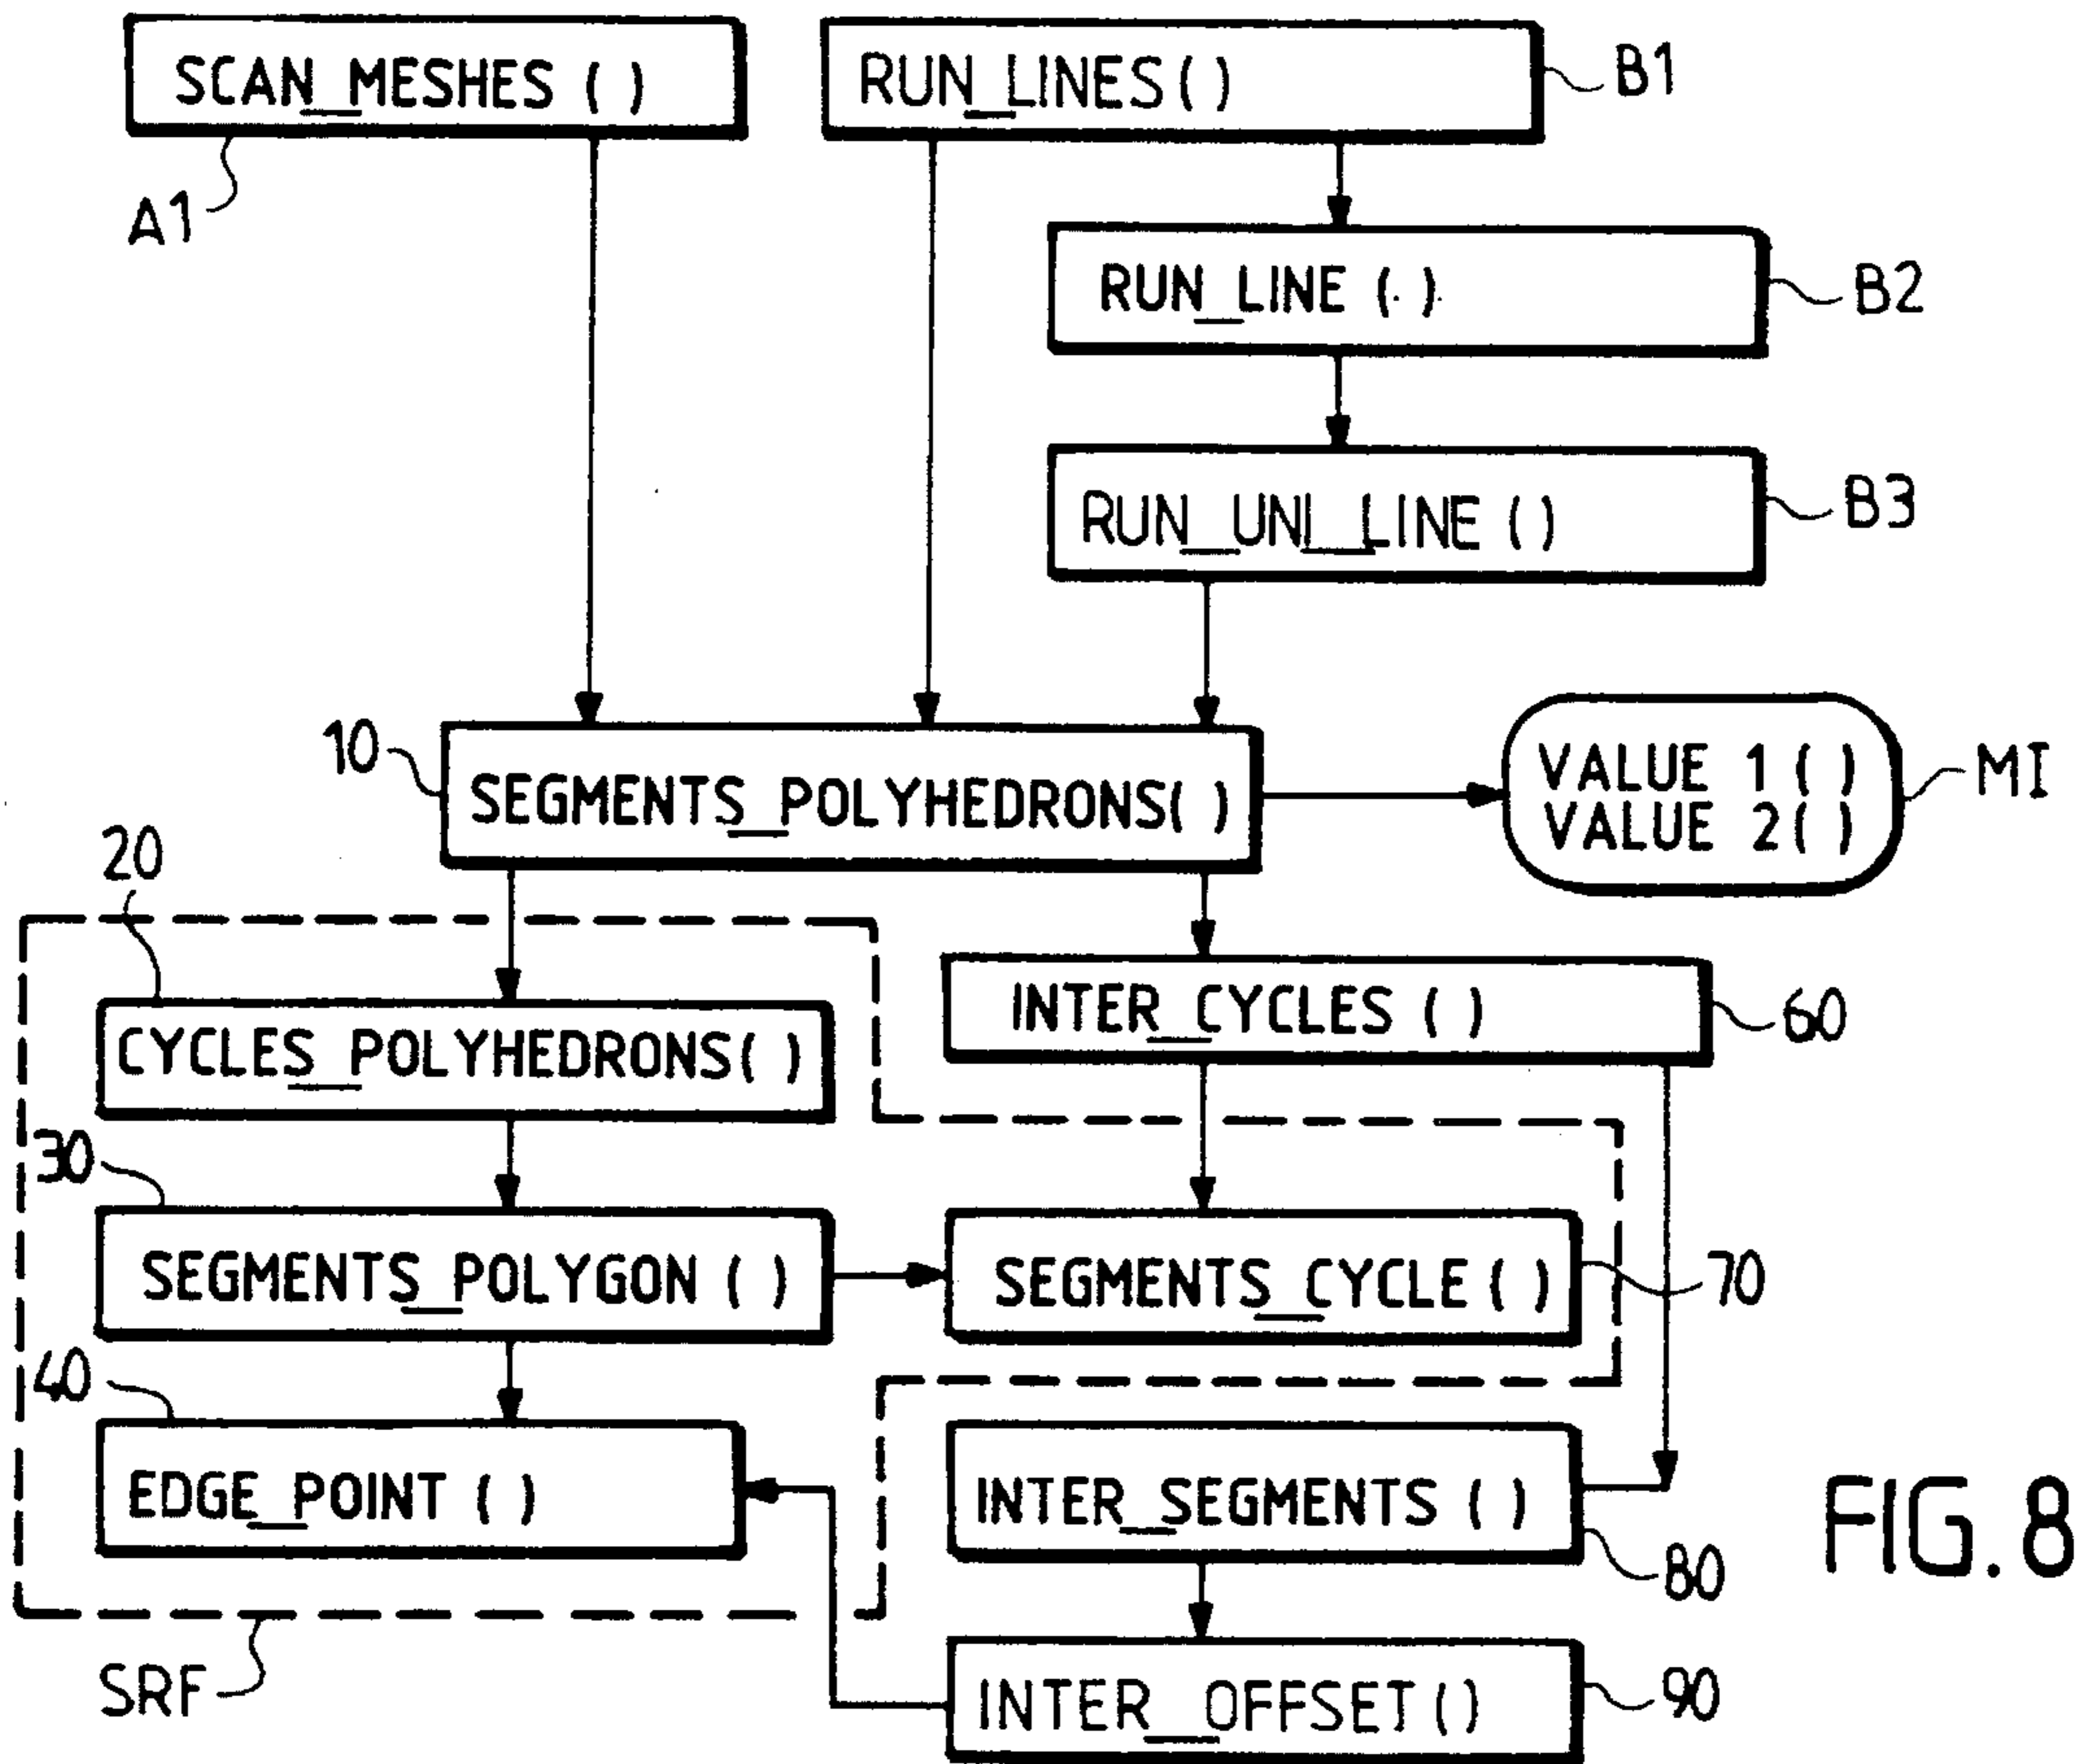 SCAN_MESHES ( )
RUN_LINES ( )
B1
A1
RUN_LINE ( )
B2
RUN_UNI_LINE ( )
B3
10
SEGMENTS_POLYHEDRONS( )
VALUE 1 ( )
VALUE 2 ( )
MI
20
CYCLES_POLYHEDRONS( )
INTER_CYCLES ( )
60
30
SEGMENTS_POLYGON ( )
SEGMENTS_CYCLE ( )
70
40
EDGE_POINT ( )
INTER_SEGMENTS ( )
80
FIG. 8
SRF
INTER_OFFSET ( )
90